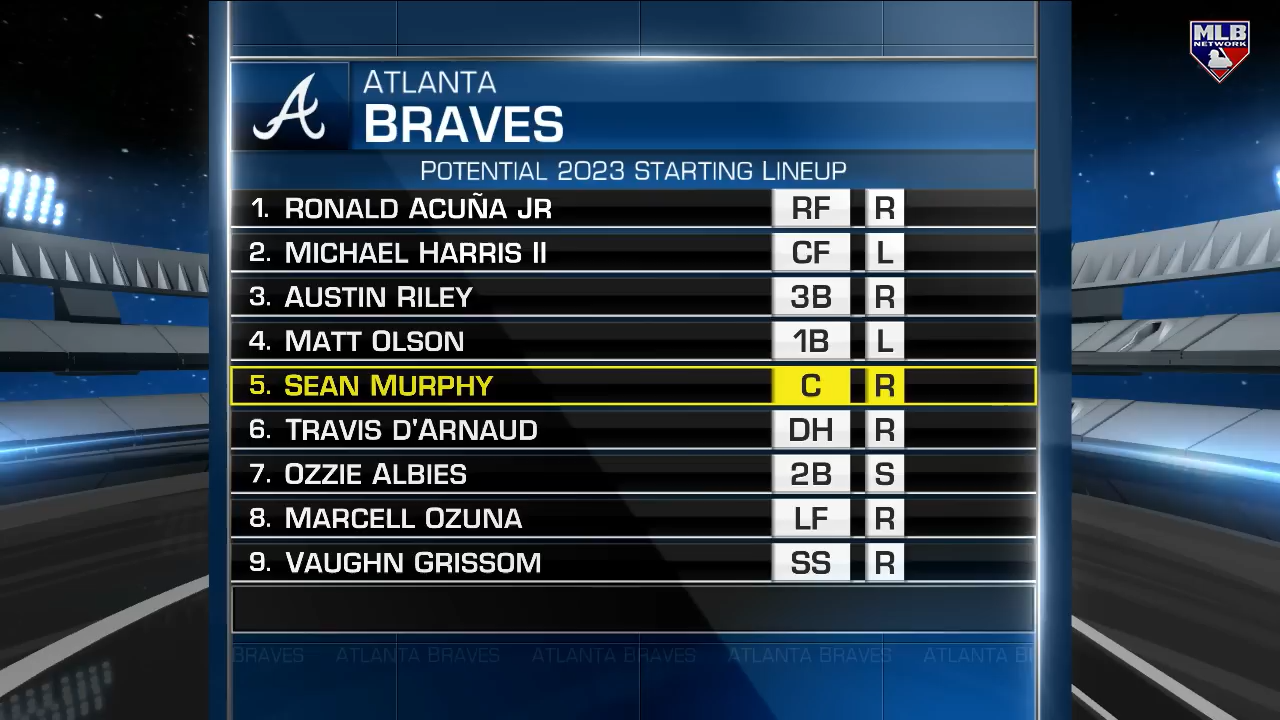 MLB
NETWORK
ATLANTA
BRAVES
POTENTIAL 2023 STARTING LINEUP
1. RONALD ACUÑA JR RF R
2. MICHAEL HARRIS II CF L
3. AUSTIN RILEY 3B R
4. MATT OLSON 1B L
5. SEAN MURPHY C R
6. TRAVIS D'ARNAUD DH R
7. OZZIE ALBIES 2B S
8. MARCELL OZUNA LF R
9. VAUGHN GRISSOM SS R
BRAVES ATLANTA BRAVES ATLANTA BRAVES ATLANTA BRAVES ATLANTA B